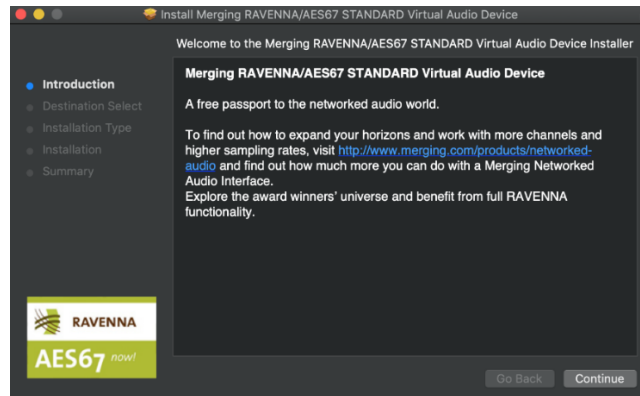 Install Merging RAVENNA/AES67 STANDARD Virtual Audio Device
Welcome to the Merging RAVENNA/AES67 STANDARD Virtual Audio Device Installer
Introduction
Destination Select
Installation Type
Installation
Summary
Merging RAVENNA/AES67 STANDARD Virtual Audio Device
A free passport to the networked audio world.
To find out how to expand your horizons and work with more channels and
higher sampling rates, visit http://www.merging.com/products/networked-
audio and find out how much more you can do with a Merging Networked
Audio Interface.
Explore the award winners' universe and benefit from full RAVENNA
functionality.
RAVENNA
AES67 now!
Go Back
Continue